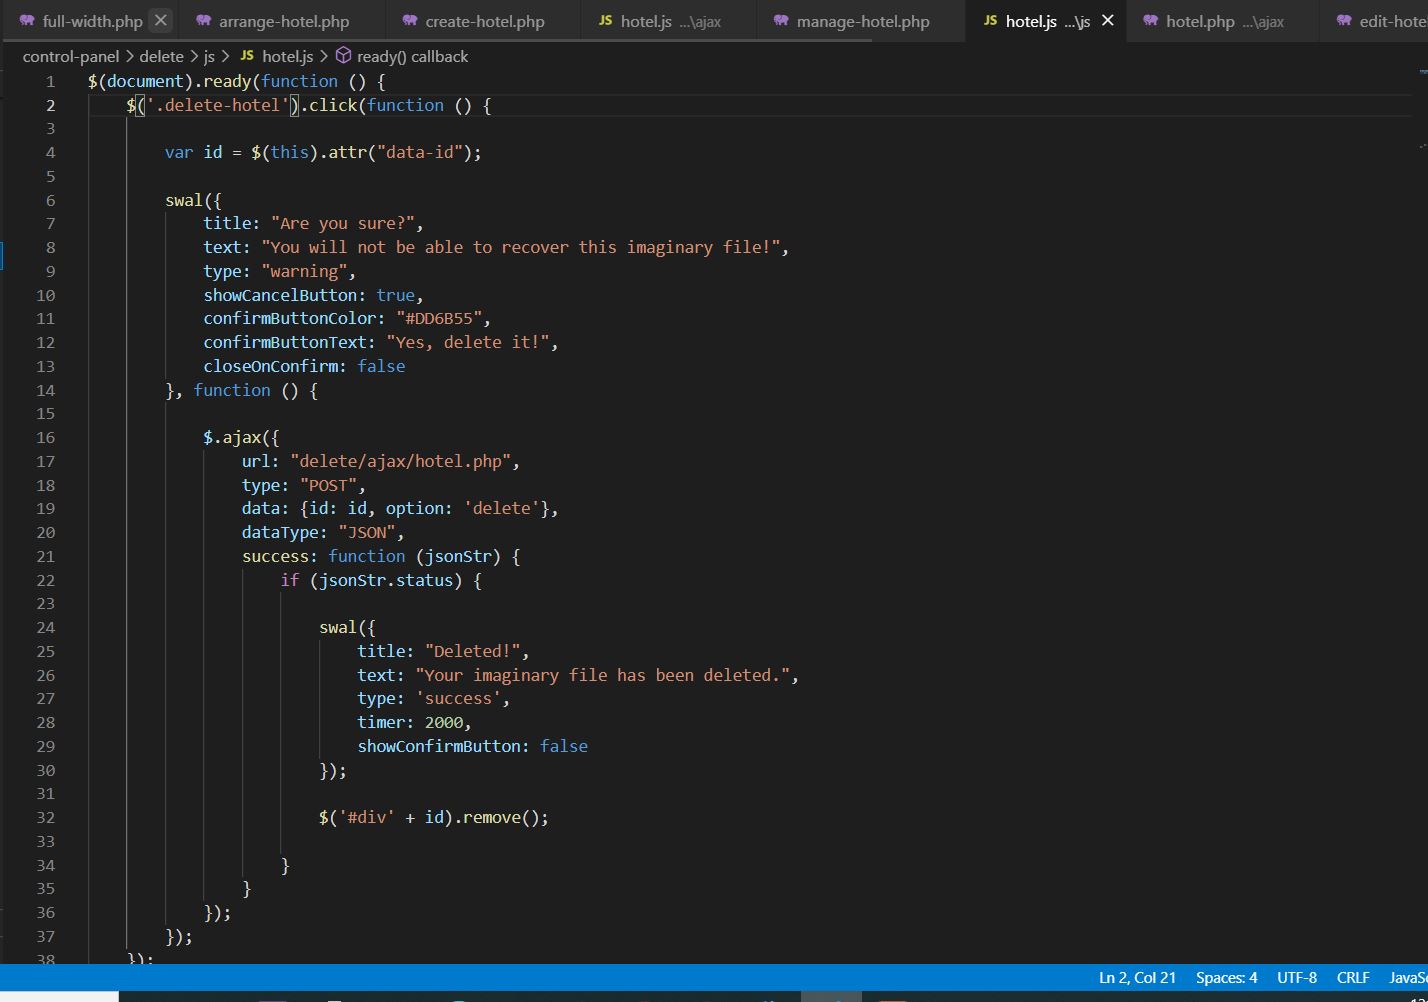 full-width.php
arrange-hotel.php
create-hotel.php
JS hotel.js ...\ajax
manage-hotel.php
JS hotel.js ...\js
hotel.php ...\ajax
edit-hote
control-panel > delete > js > JS hotel.js > ready() callback
1 $(document).ready(function () {
2 $('.delete-hotel').click(function () {
3
4 var id = $(this).attr("data-id");
5
6 swal({
7 title: "Are you sure?",
8 text: "You will not be able to recover this imaginary file!",
9 type: "warning",
10 showCancelButton: true,
11 confirmButtonColor: "#DD6B55",
12 confirmButtonText: "Yes, delete it!",
13 closeOnConfirm: false
14 }, function () {
15
16 $.ajax({
17 url: "delete/ajax/hotel.php",
18 type: "POST",
19 data: {id: id, option: 'delete'},
20 dataType: "JSON",
21 success: function (jsonStr) {
22 if (jsonStr.status) {
23
24 swal({
25 title: "Deleted!",
26 text: "Your imaginary file has been deleted.",
27 type: 'success',
28 timer: 2000,
29 showConfirmButton: false
30 });
31
32 $('#div' + id).remove();
33
34 }
35 }
36 });
37 });
38 });
Ln 2, Col 21 Spaces: 4 UTF-8 CRLF JavaSc